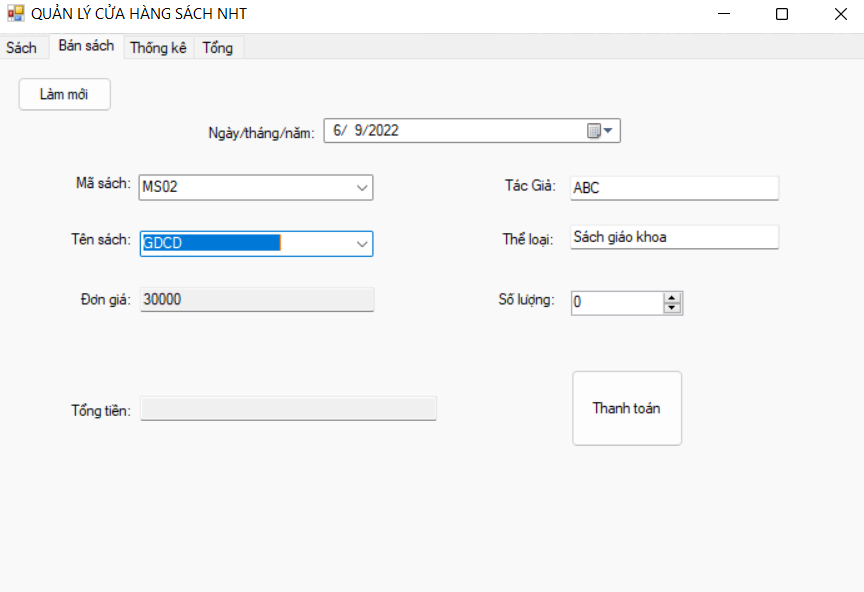 QUẢN LÝ CỬA HÀNG SÁCH NHT
Sách Bán sách Thống kê Tổng
Làm mới
Ngày/tháng/năm: 6/ 9/2022
Mã sách: MS02 Tác Giả: ABC
Tên sách: GDCD Thể loại: Sách giáo khoa
Đơn giá: 30000 Số lượng: 0
Tổng tiền: Thanh toán